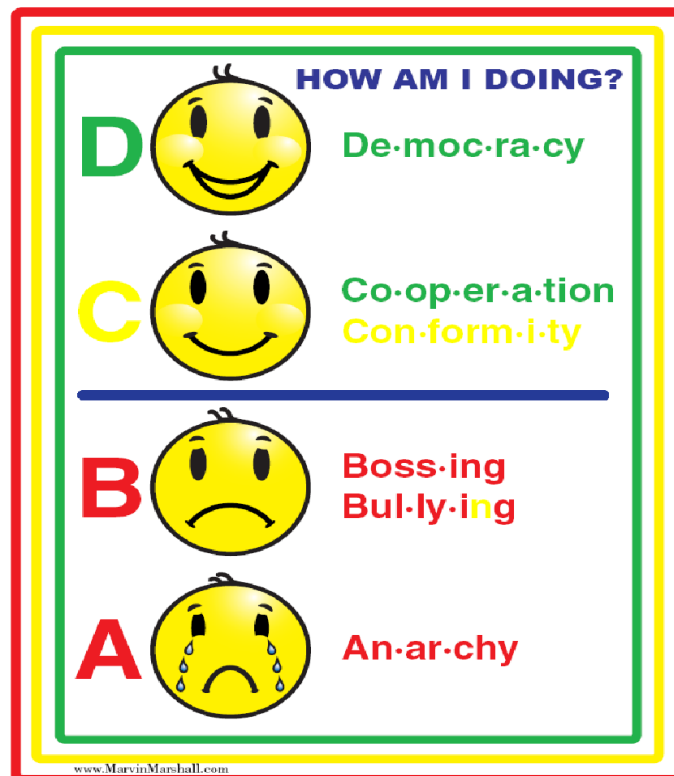 HOW AM I DOING?
D De·moc·ra·cy
C Co·op·er·a·tion
Con·form·i·ty
B Boss·ing
Bul·ly·ing
A An·ar·chy
www.MarvinMarshall.com